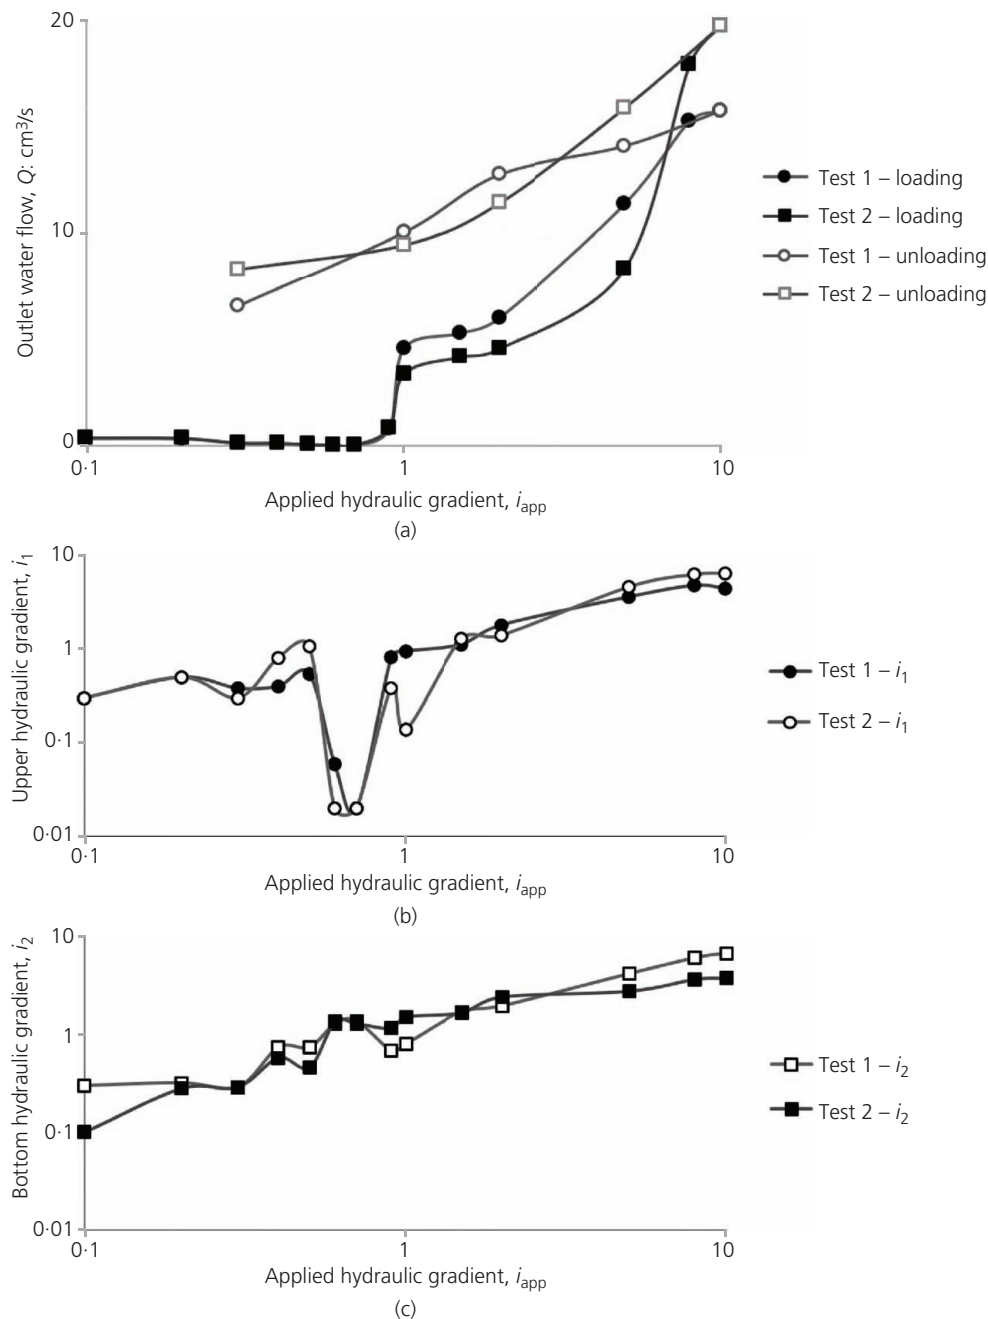 20
10
0
Outlet water flow, Q: cm³/s
0·1
1
10
Applied hydraulic gradient, i_app
(a)
Test 1 – loading
Test 2 – loading
Test 1 – unloading
Test 2 – unloading
10
1
0·1
0·01
Upper hydraulic gradient, i₁
0·1
1
10
Applied hydraulic gradient, i_app
(b)
Test 1 – i₁
Test 2 – i₁
10
1
0·1
0·01
Bottom hydraulic gradient, i₂
0·1
1
10
Applied hydraulic gradient, i_app
(c)
Test 1 – i₂
Test 2 – i₂